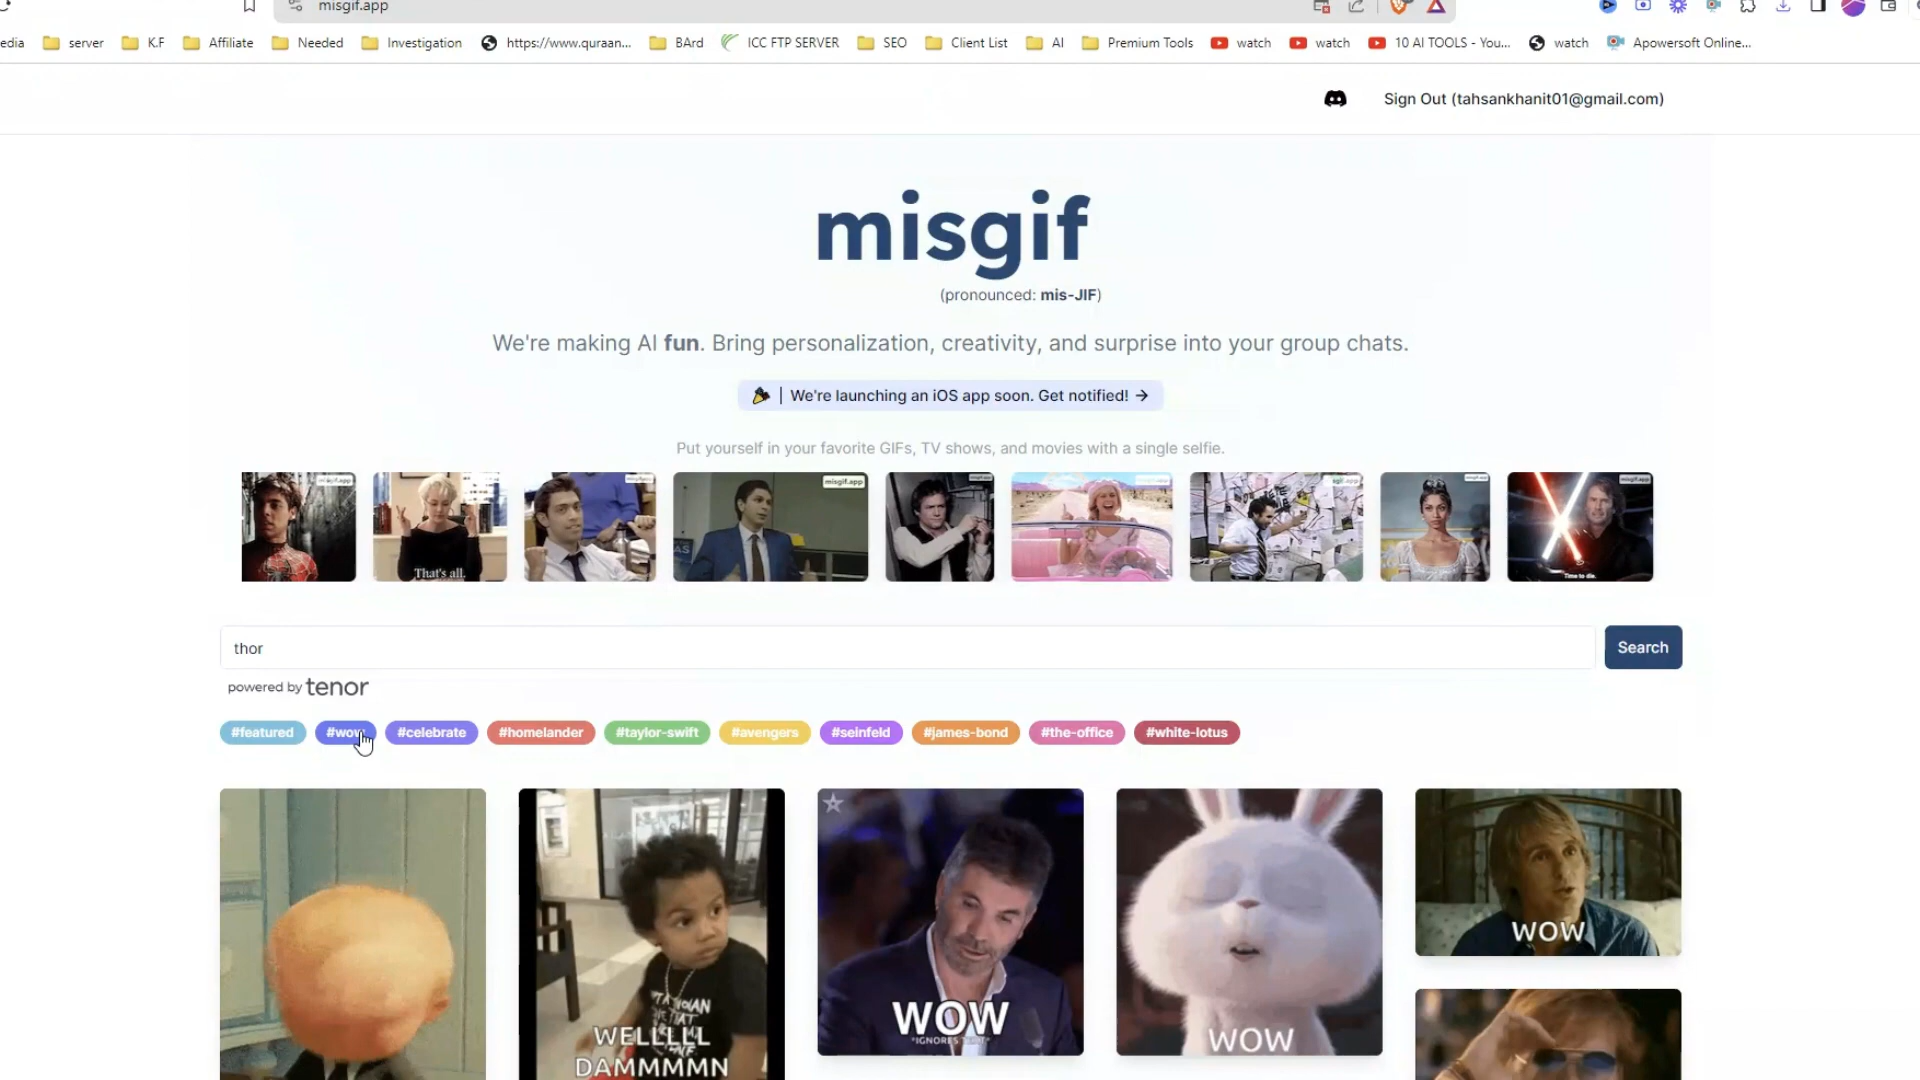 misgif.app
edia server K.F Affiliate Needed Investigation https://www.quraan... BArd ICC FTP SERVER SEO Client List AI Premium Tools watch watch 10 AI TOOLS - You... watch Apowersoft Online...
Sign Out (tahsankhanit01@gmail.com)
misgif
(pronounced: mis-JIF)
We're making AI fun. Bring personalization, creativity, and surprise into your group chats.
| We're launching an iOS app soon. Get notified! →
Put yourself in your favorite GIFs, TV shows, and movies with a single selfie.
misgif.app
That's all.
Time to die.
thor
Search
powered by tenor
#featured #wow #celebrate #homelander #taylor-swift #avengers #seinfeld #james-bond #the-office #white-lotus
WELLLLL
DAMMMMN
WOW
*IGNORES TEXT*
WOW
WOW